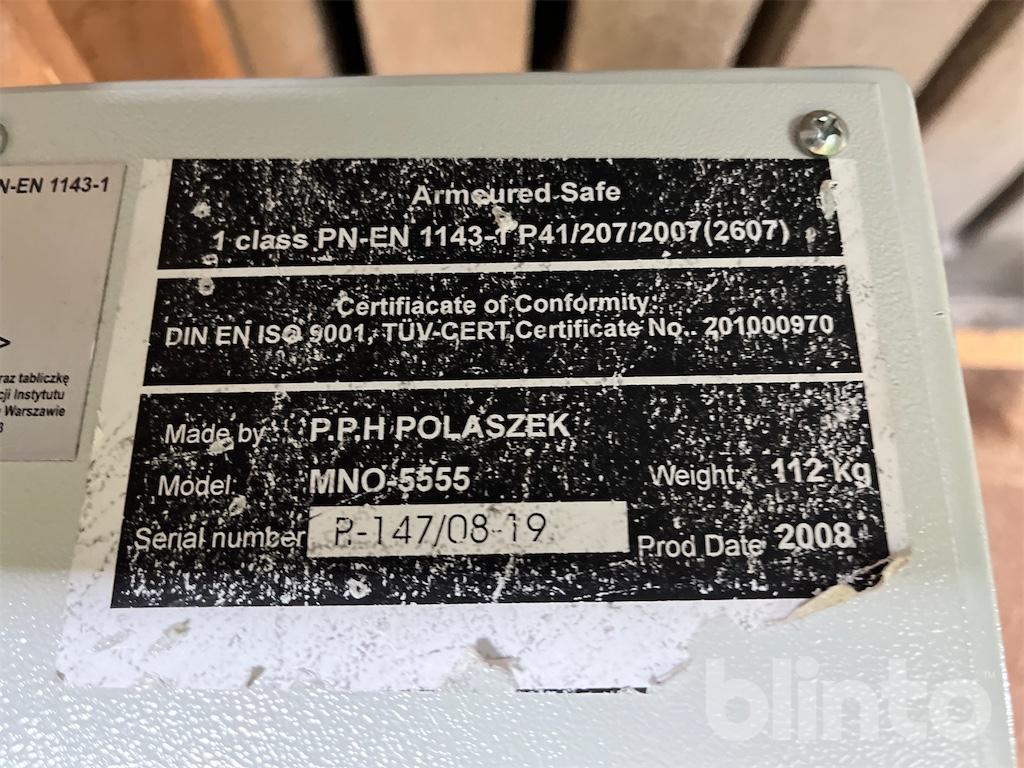 N-EN 1143-1
raz tabliczkę
cji Instytutu
Warszawie
Armoured Safe
1 class PN-EN 1143-1 P41/207/2007(2607)
Certifiacate of Conformity:
DIN EN ISO 9001, TÜV-CERT,Certificate No.. 201000970
Made by: P.P.H POLASZEK
Model: MNO-5555 Weight: 112 kg
Serial number P.-147/08-19 Prod Date 2008
blinto™